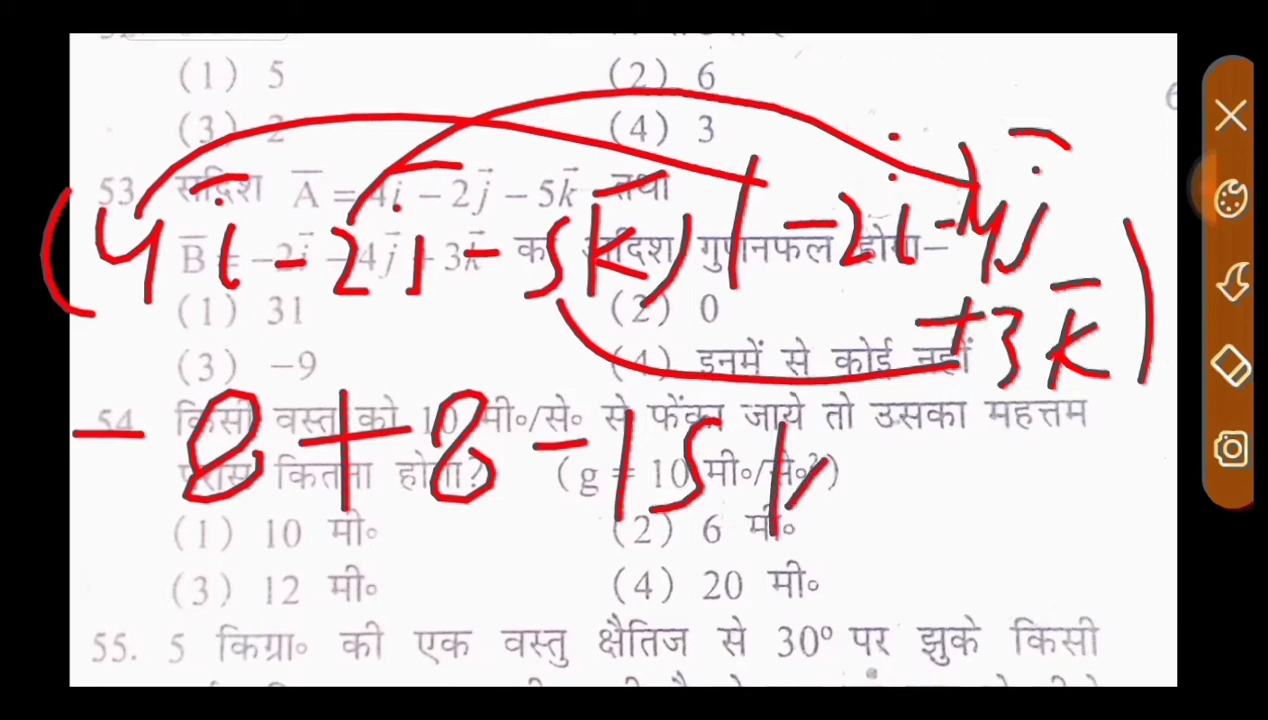 (1) 5 (2) 6
(3) 2 (4) 3
53. सदिश A = 4i − 2j − 5k तथा
(4i − 2j − 5k) (−2i − 4j
B = −2i − 4j + 3k का अदिश गुणनफल होगा−
+3k)
(1) 31 (2) 0
(3) −9 (4) इनमें से कोई नहीं
54. किसी वस्तु को 10 मी०/से० से फेंका जाये तो उसका महत्तम
− 8 + 8 − 15
परास कितना होगा? (g = 10 मी०/से०²)
(1) 10 मी० (2) 6 मी०
(3) 12 मी० (4) 20 मी०
55. 5 किग्रा० की एक वस्तु क्षैतिज से 30° पर झुके किसी